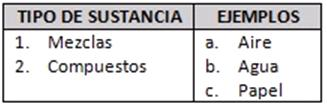 TIPO DE SUSTANCIA EJEMPLOS
1. Mezclas a. Aire
2. Compuestos b. Agua
c. Papel